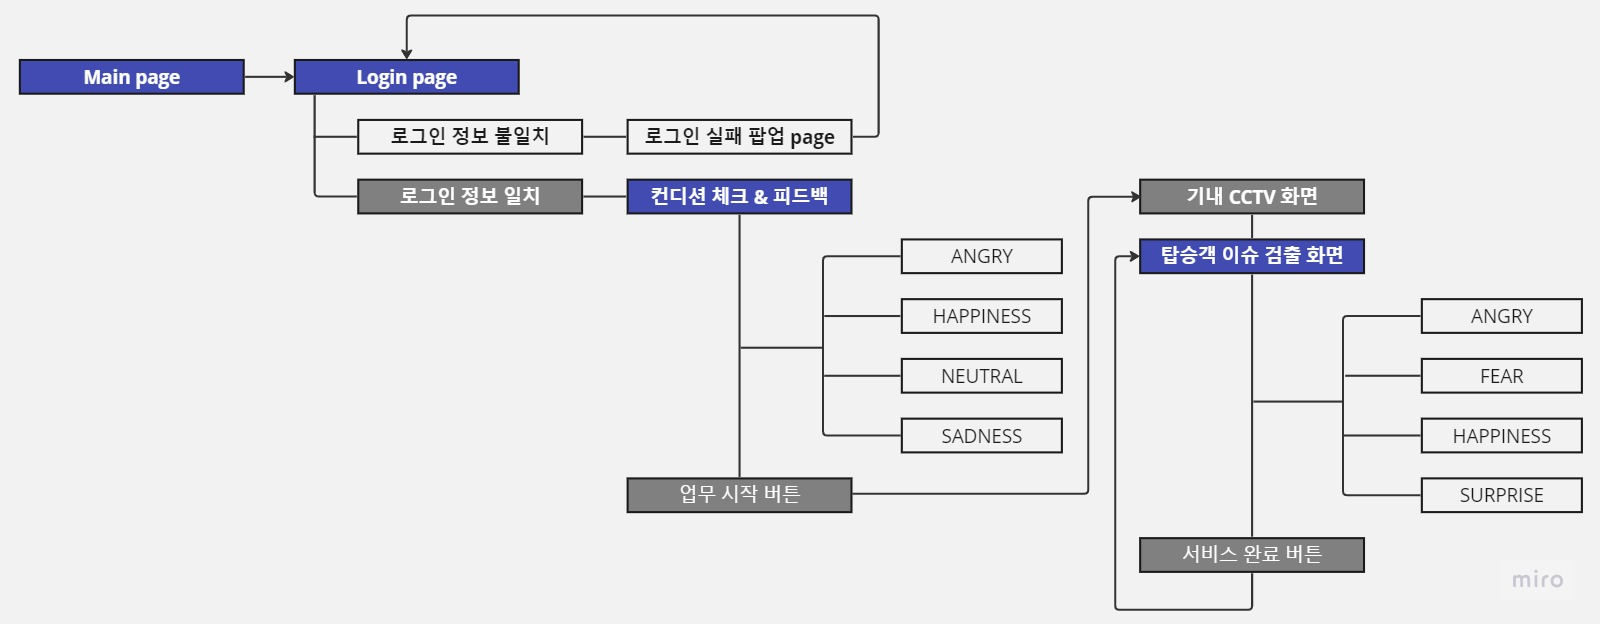 Main page
Login page
로그인 정보 불일치
로그인 실패 팝업 page
로그인 정보 일치
컨디션 체크 & 피드백
ANGRY
HAPPINESS
NEUTRAL
SADNESS
업무 시작 버튼
기내 CCTV 화면
탑승객 이슈 검출 화면
ANGRY
FEAR
HAPPINESS
SURPRISE
서비스 완료 버튼
miro